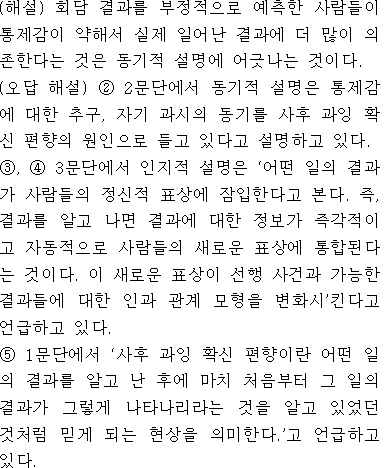 (해설) 회담 결과를 부정적으로 예측한 사람들이
통제감이 약해서 실제 일어난 결과에 더 많이 의
존한다는 것은 동기적 설명에 어긋나는 것이다.
(오답 해설) ② 2문단에서 동기적 설명은 통제감
에 대한 추구, 자기 과시의 동기를 사후 과잉 확
신 편향의 원인으로 들고 있다고 설명하고 있다.
③, ④ 3문단에서 인지적 설명은 ‘어떤 일의 결과
가 사람들의 정신적 표상에 잠입한다고 본다. 즉,
결과를 알고 나면 결과에 대한 정보가 즉각적이
고 자동적으로 사람들의 새로운 표상에 통합된다
는 것이다. 이 새로운 표상이 선행 사건과 가능한
결과들에 대한 인과 관계 모형을 변화시’킨다고
언급하고 있다.
⑤ 1문단에서 ‘사후 과잉 확신 편향이란 어떤 일
의 결과를 알고 난 후에 마치 처음부터 그 일의
결과가 그렇게 나타나리라는 것을 알고 있었던
것처럼 믿게 되는 현상을 의미한다.’고 언급하고
있다.